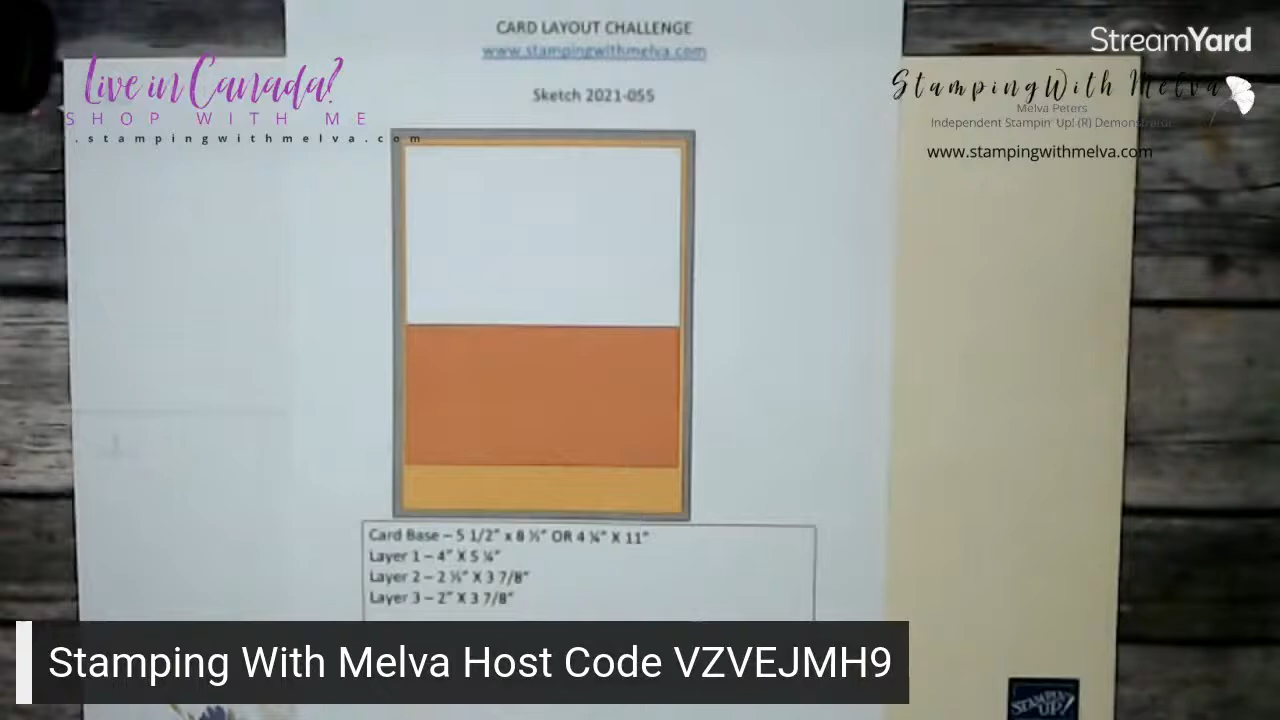 CARD LAYOUT CHALLENGE
www.stampingwithmelva.com
Sketch 2021-055
StreamYard
Live in Canada?
SHOP WITH ME
.stampingwithmelva.com
StampingWith Melva
Melva Peters
Independent Stampin' Up! (R) Demonstrator
www.stampingwithmelva.com
Card Base – 5 1/2" x 8 ½" OR 4 ¼" X 11"
Layer 1 – 4" X 5 ¼"
Layer 2 – 2 ½" X 3 7/8"
Layer 3 – 2" X 3 7/8"
Stamping With Melva Host Code VZVEJMH9
STAMPIN' UP!